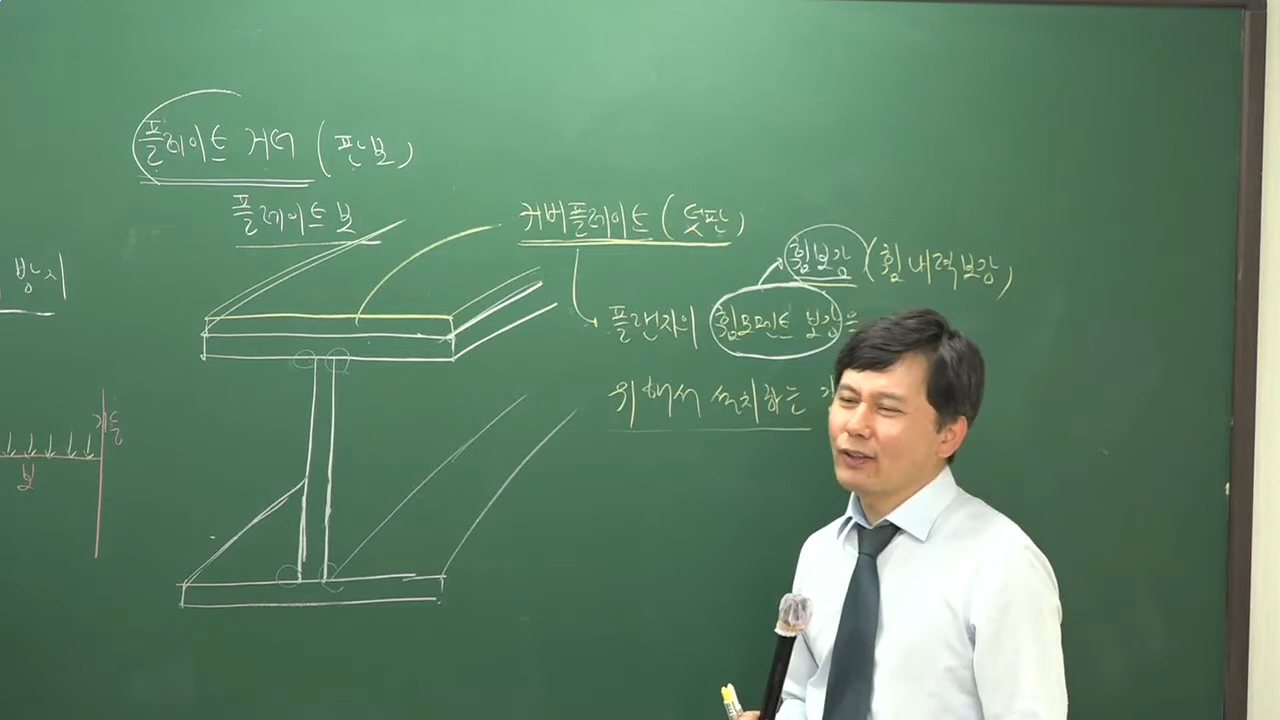 플레이트 거더 (판보)
플레이트 보
커버플레이트 (덧판)
휨보강 (휨내력보강)
플랜지의 휨모멘트 보강을
위해서 설치하는
방지
기둥
보